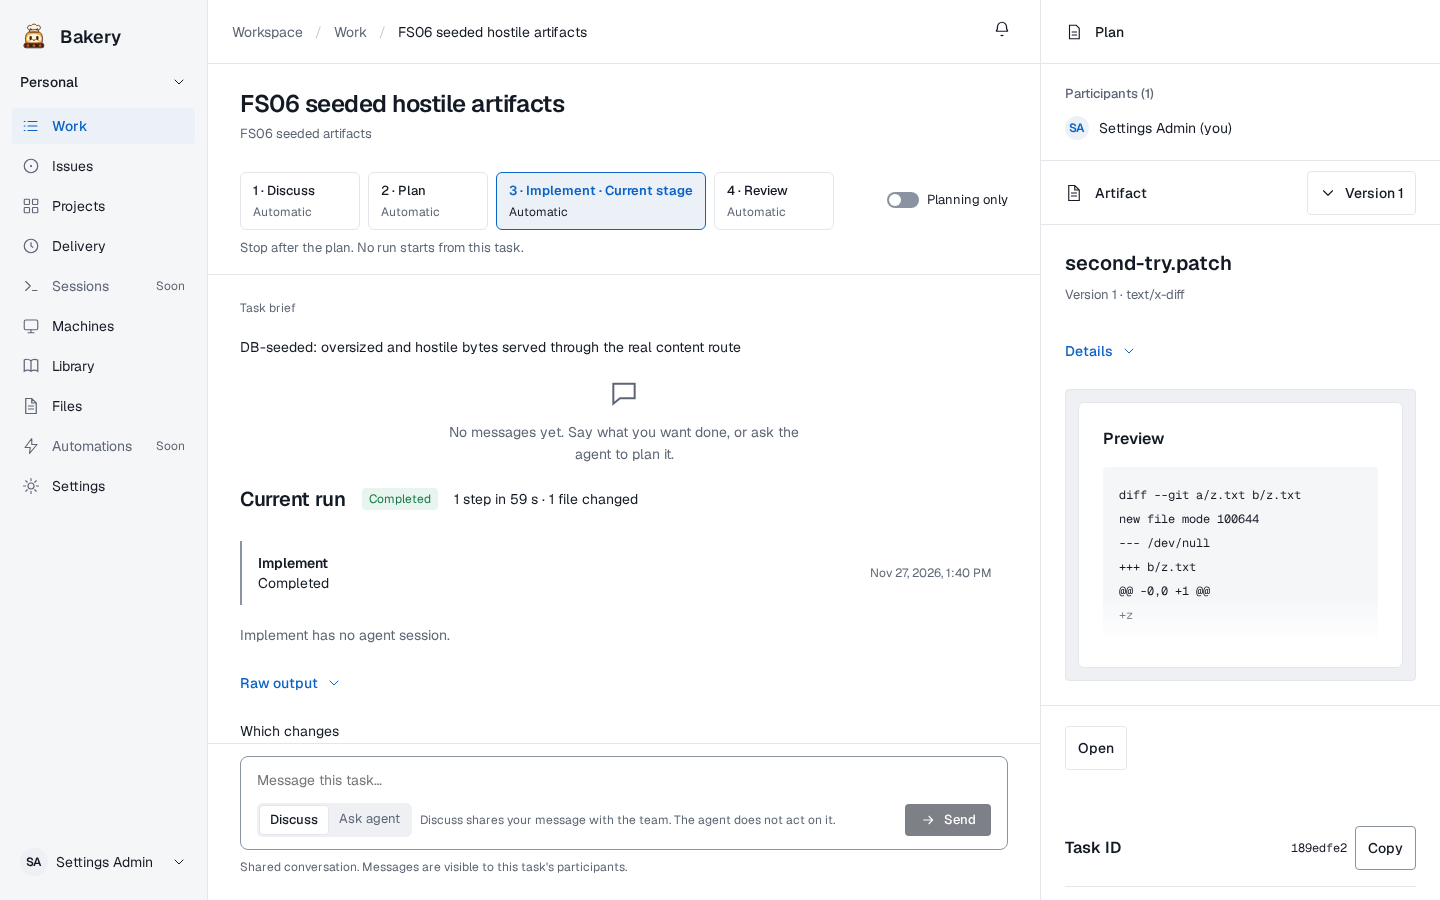 Bakery
Personal
Work
Issues
Projects
Delivery
Sessions Soon
Machines
Library
Files
Automations Soon
Settings
SA Settings Admin
Workspace / Work / FS06 seeded hostile artifacts
FS06 seeded hostile artifacts
FS06 seeded artifacts
1 · Discuss
Automatic
2 · Plan
Automatic
3 · Implement · Current stage
Automatic
4 · Review
Automatic
Planning only
Stop after the plan. No run starts from this task.
Task brief
DB-seeded: oversized and hostile bytes served through the real content route
No messages yet. Say what you want done, or ask the
agent to plan it.
Current run Completed 1 step in 59 s · 1 file changed
Implement
Completed
Nov 27, 2026, 1:40 PM
Implement has no agent session.
Raw output
Which changes
Message this task...
Discuss Ask agent Discuss shares your message with the team. The agent does not act on it. Send
Shared conversation. Messages are visible to this task's participants.
Plan
Participants (1)
SA Settings Admin (you)
Artifact Version 1
second-try.patch
Version 1 · text/x-diff
Details
Preview
diff --git a/z.txt b/z.txt
new file mode 100644
--- /dev/null
+++ b/z.txt
@@ -0,0 +1 @@
+z
Open
Task ID 189edfe2 Copy